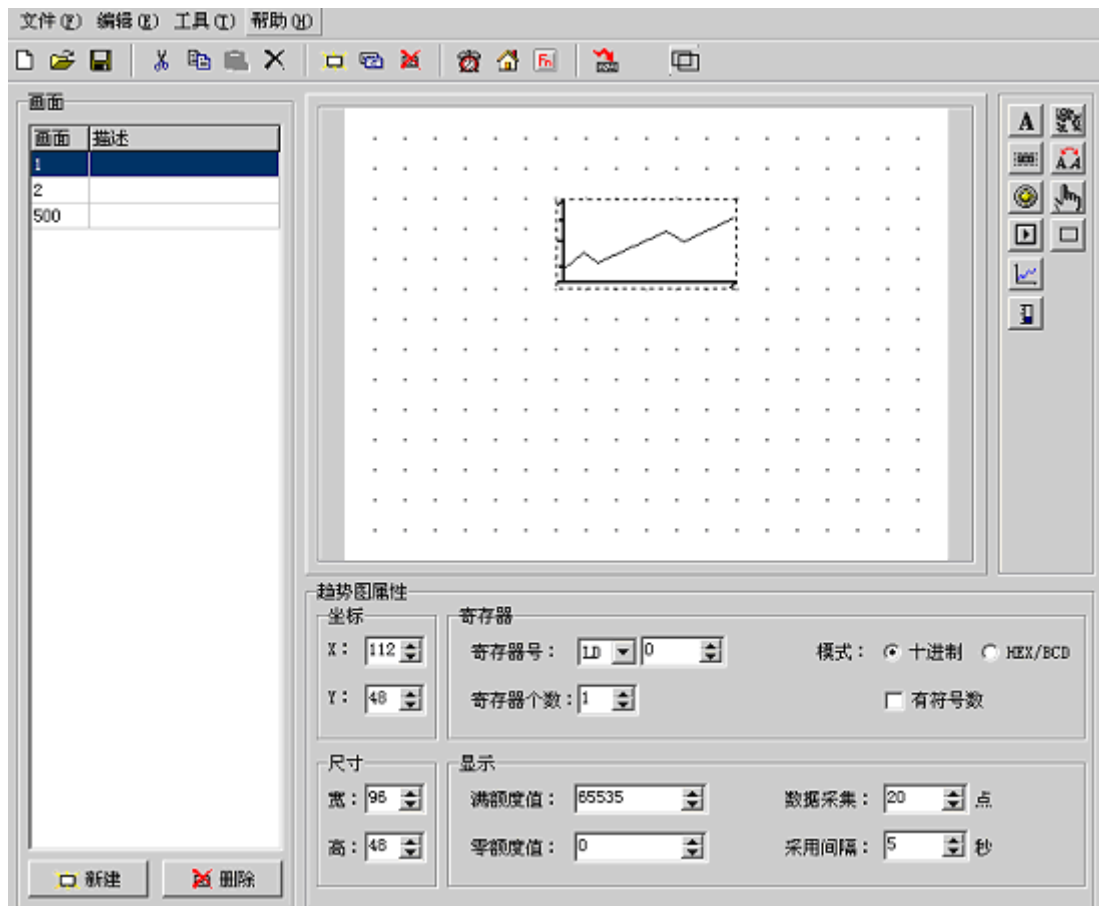 文件(F) 编辑(E) 工具(T) 帮助(H)
Fn
画面
画面 描述
1
2
500
A
A A
趋势图属性
坐标
X: 112
Y: 48
寄存器
寄存器号: LD 0
模式: 十进制 HEX/BCD
寄存器个数: 1
有符号数
尺寸
宽: 96
高: 48
显示
满额度值: 65535
数据采集: 20 点
零额度值: 0
采用间隔: 5 秒
新建 删除